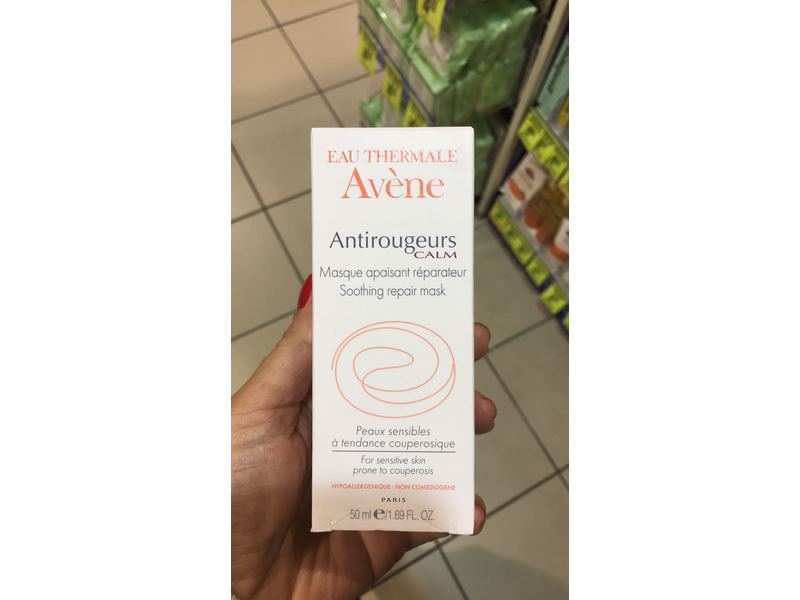 EAU THERMALE
Avène
Antirougeurs
CALM
Masque apaisant réparateur
Soothing repair mask
Peaux sensibles
à tendance couperosique
For sensitive skin
prone to couperosis
HYPOALLERGENIQUE - NON COMEDOGENE
PARIS
50 ml e/1.69 FL. OZ.